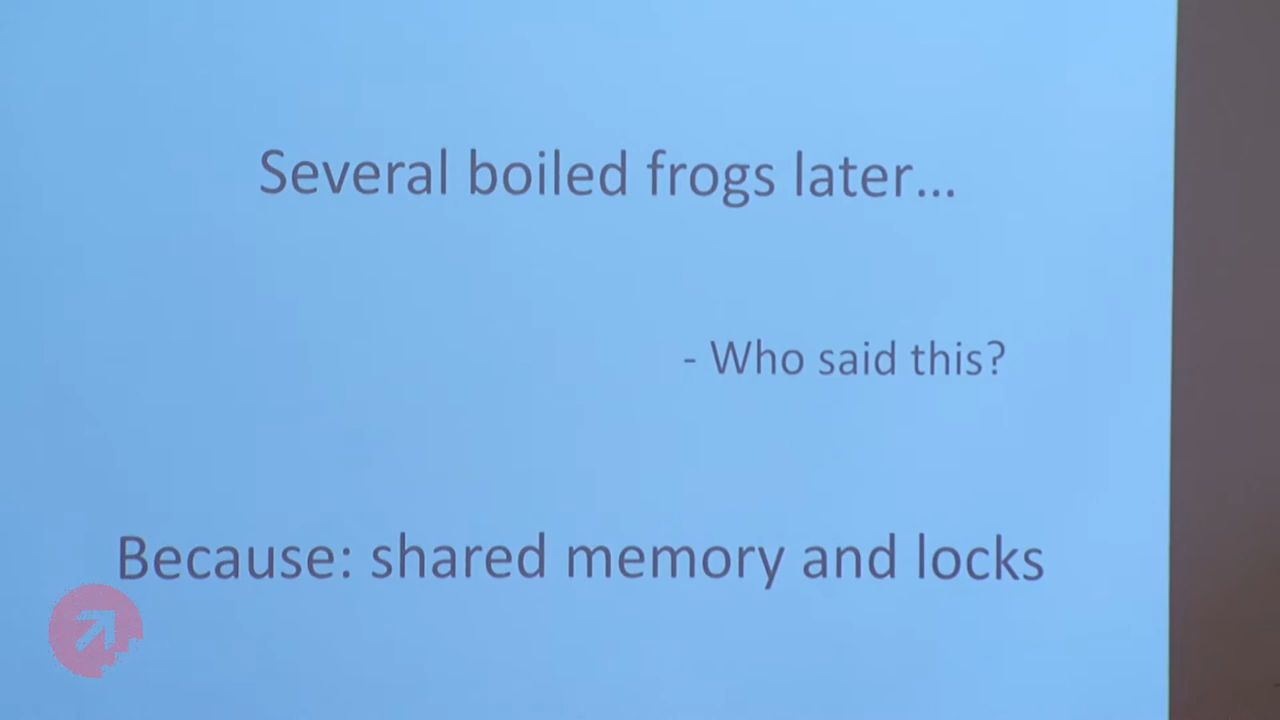 Several boiled frogs later...
- Who said this?
Because: shared memory and locks